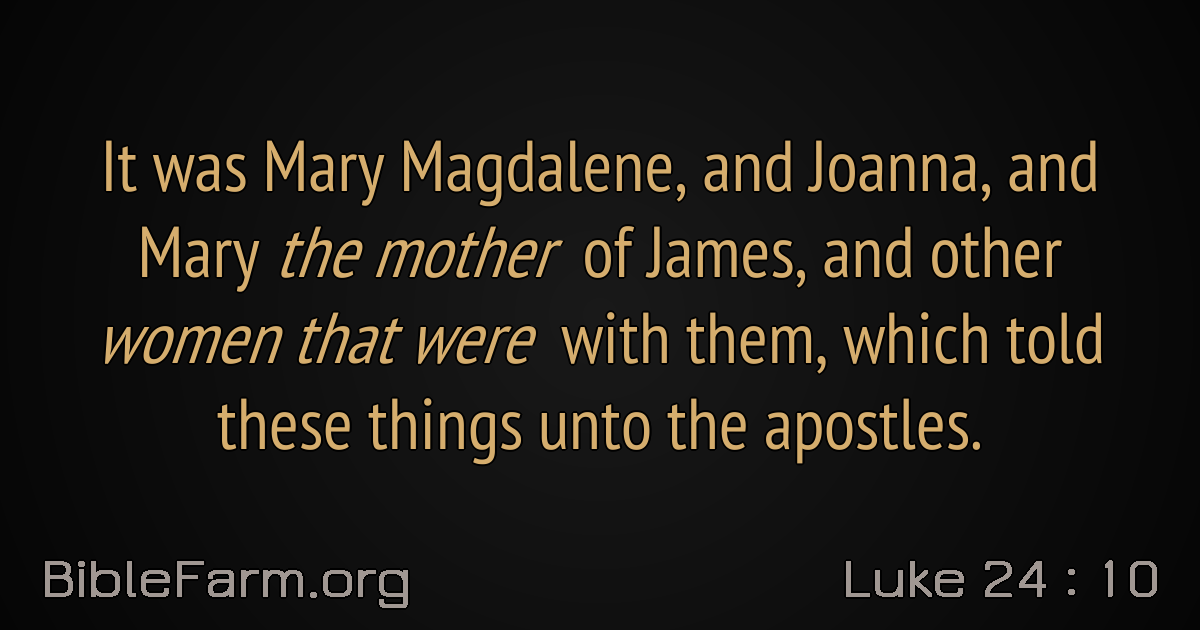 It was Mary Magdalene, and Joanna, and
Mary the mother of James, and other
women that were with them, which told
these things unto the apostles.
BibleFarm.org
Luke 24 : 10